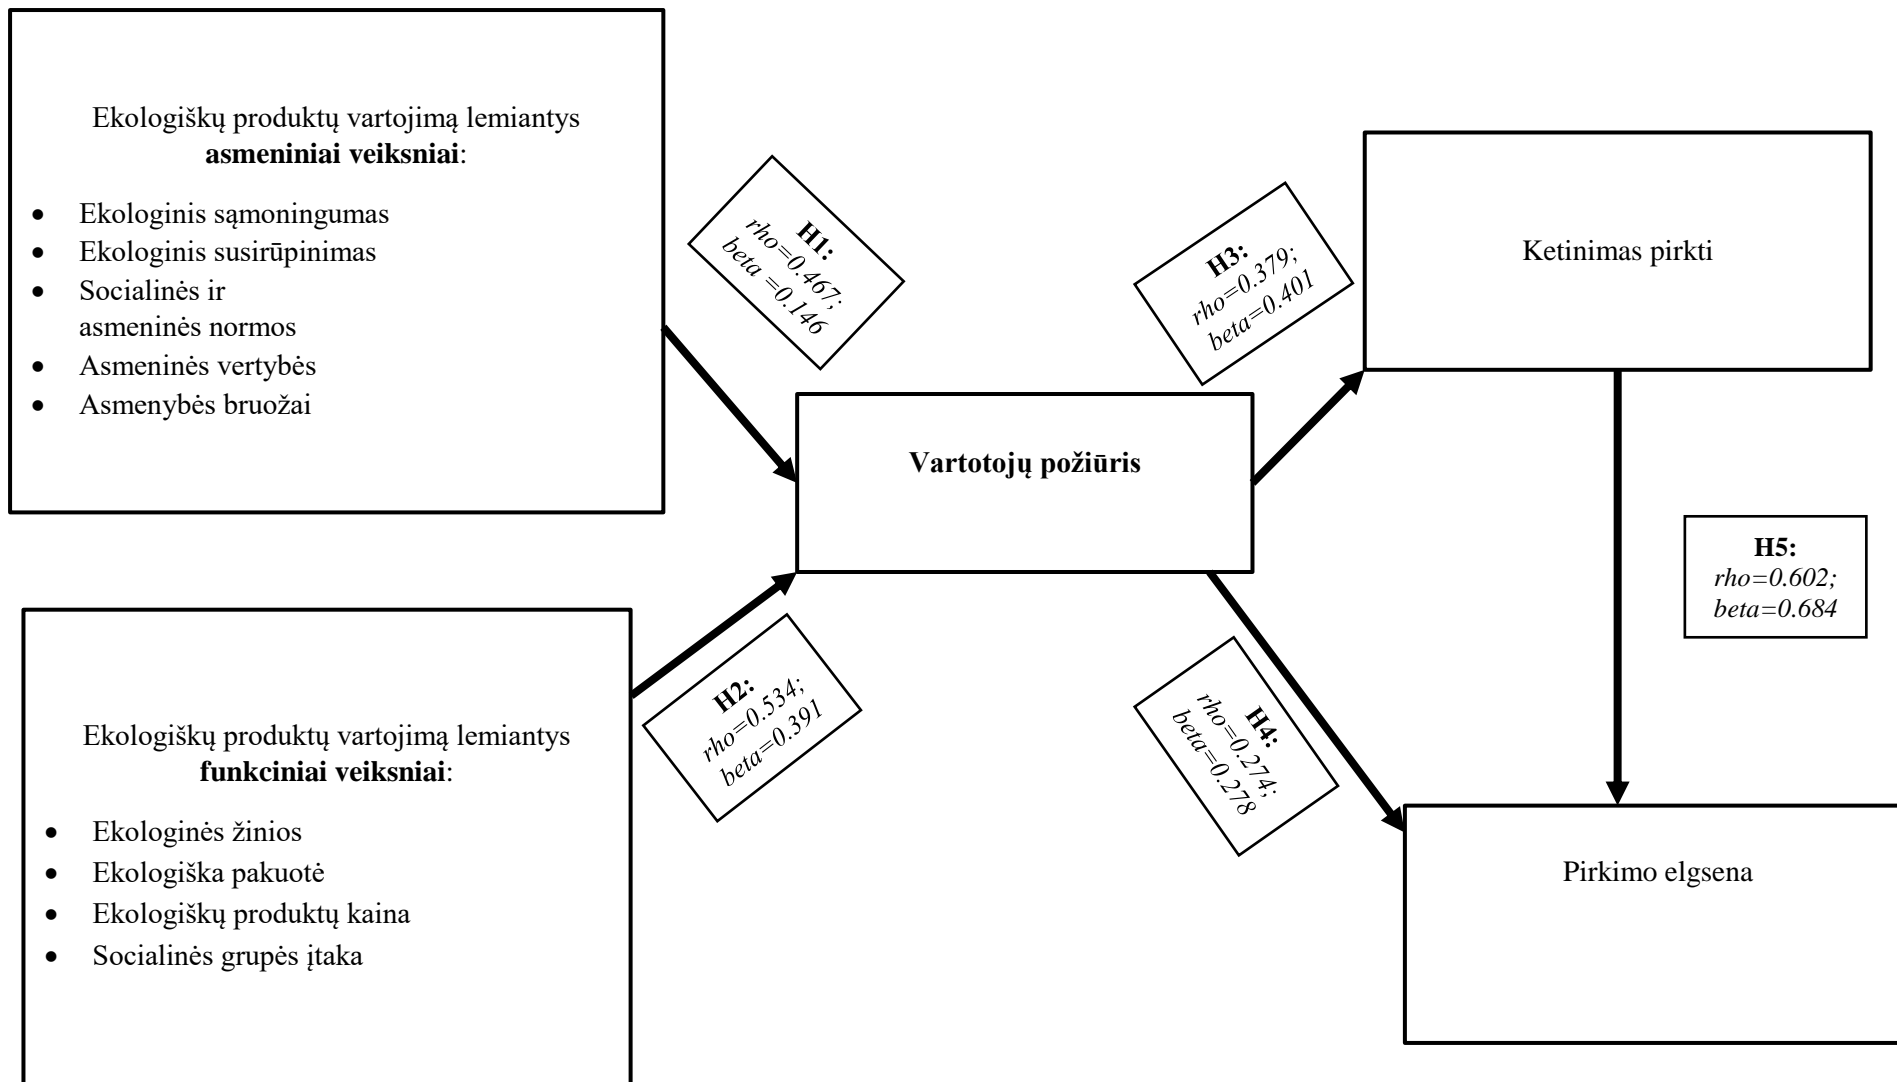 Ekologiškų produktų vartojimą lemiantys
asmeniniai veiksniai:
• Ekologinis sąmoningumas
• Ekologinis susirūpinimas
• Socialinės ir
asmeninės normos
• Asmeninės vertybės
• Asmenybės bruožai
H1:
rho=0.467;
beta =0.146
H3:
rho=0.379;
beta=0.401
Ketinimas pirkti
Vartotojų požiūris
H5:
rho=0.602;
beta=0.684
Ekologiškų produktų vartojimą lemiantys
funkciniai veiksniai:
• Ekologinės žinios
• Ekologiška pakuotė
• Ekologiškų produktų kaina
• Socialinės grupės įtaka
H2:
rho=0.534;
beta=0.391
H4:
rho=0.274;
beta=0.278
Pirkimo elgsena